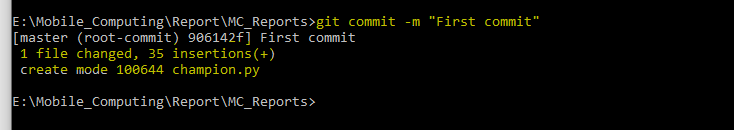 E:\Mobile_Computing\Report\MC_Reports>git commit -m "First commit"
[master (root-commit) 906142f] First commit
 1 file changed, 35 insertions(+)
 create mode 100644 champion.py
E:\Mobile_Computing\Report\MC_Reports>